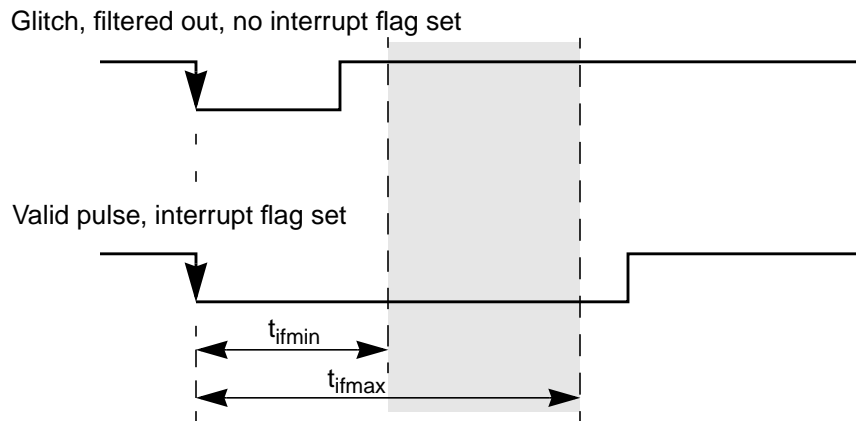 Glitch, filtered out, no interrupt flag set
Valid pulse, interrupt flag set
tifmin
tifmax